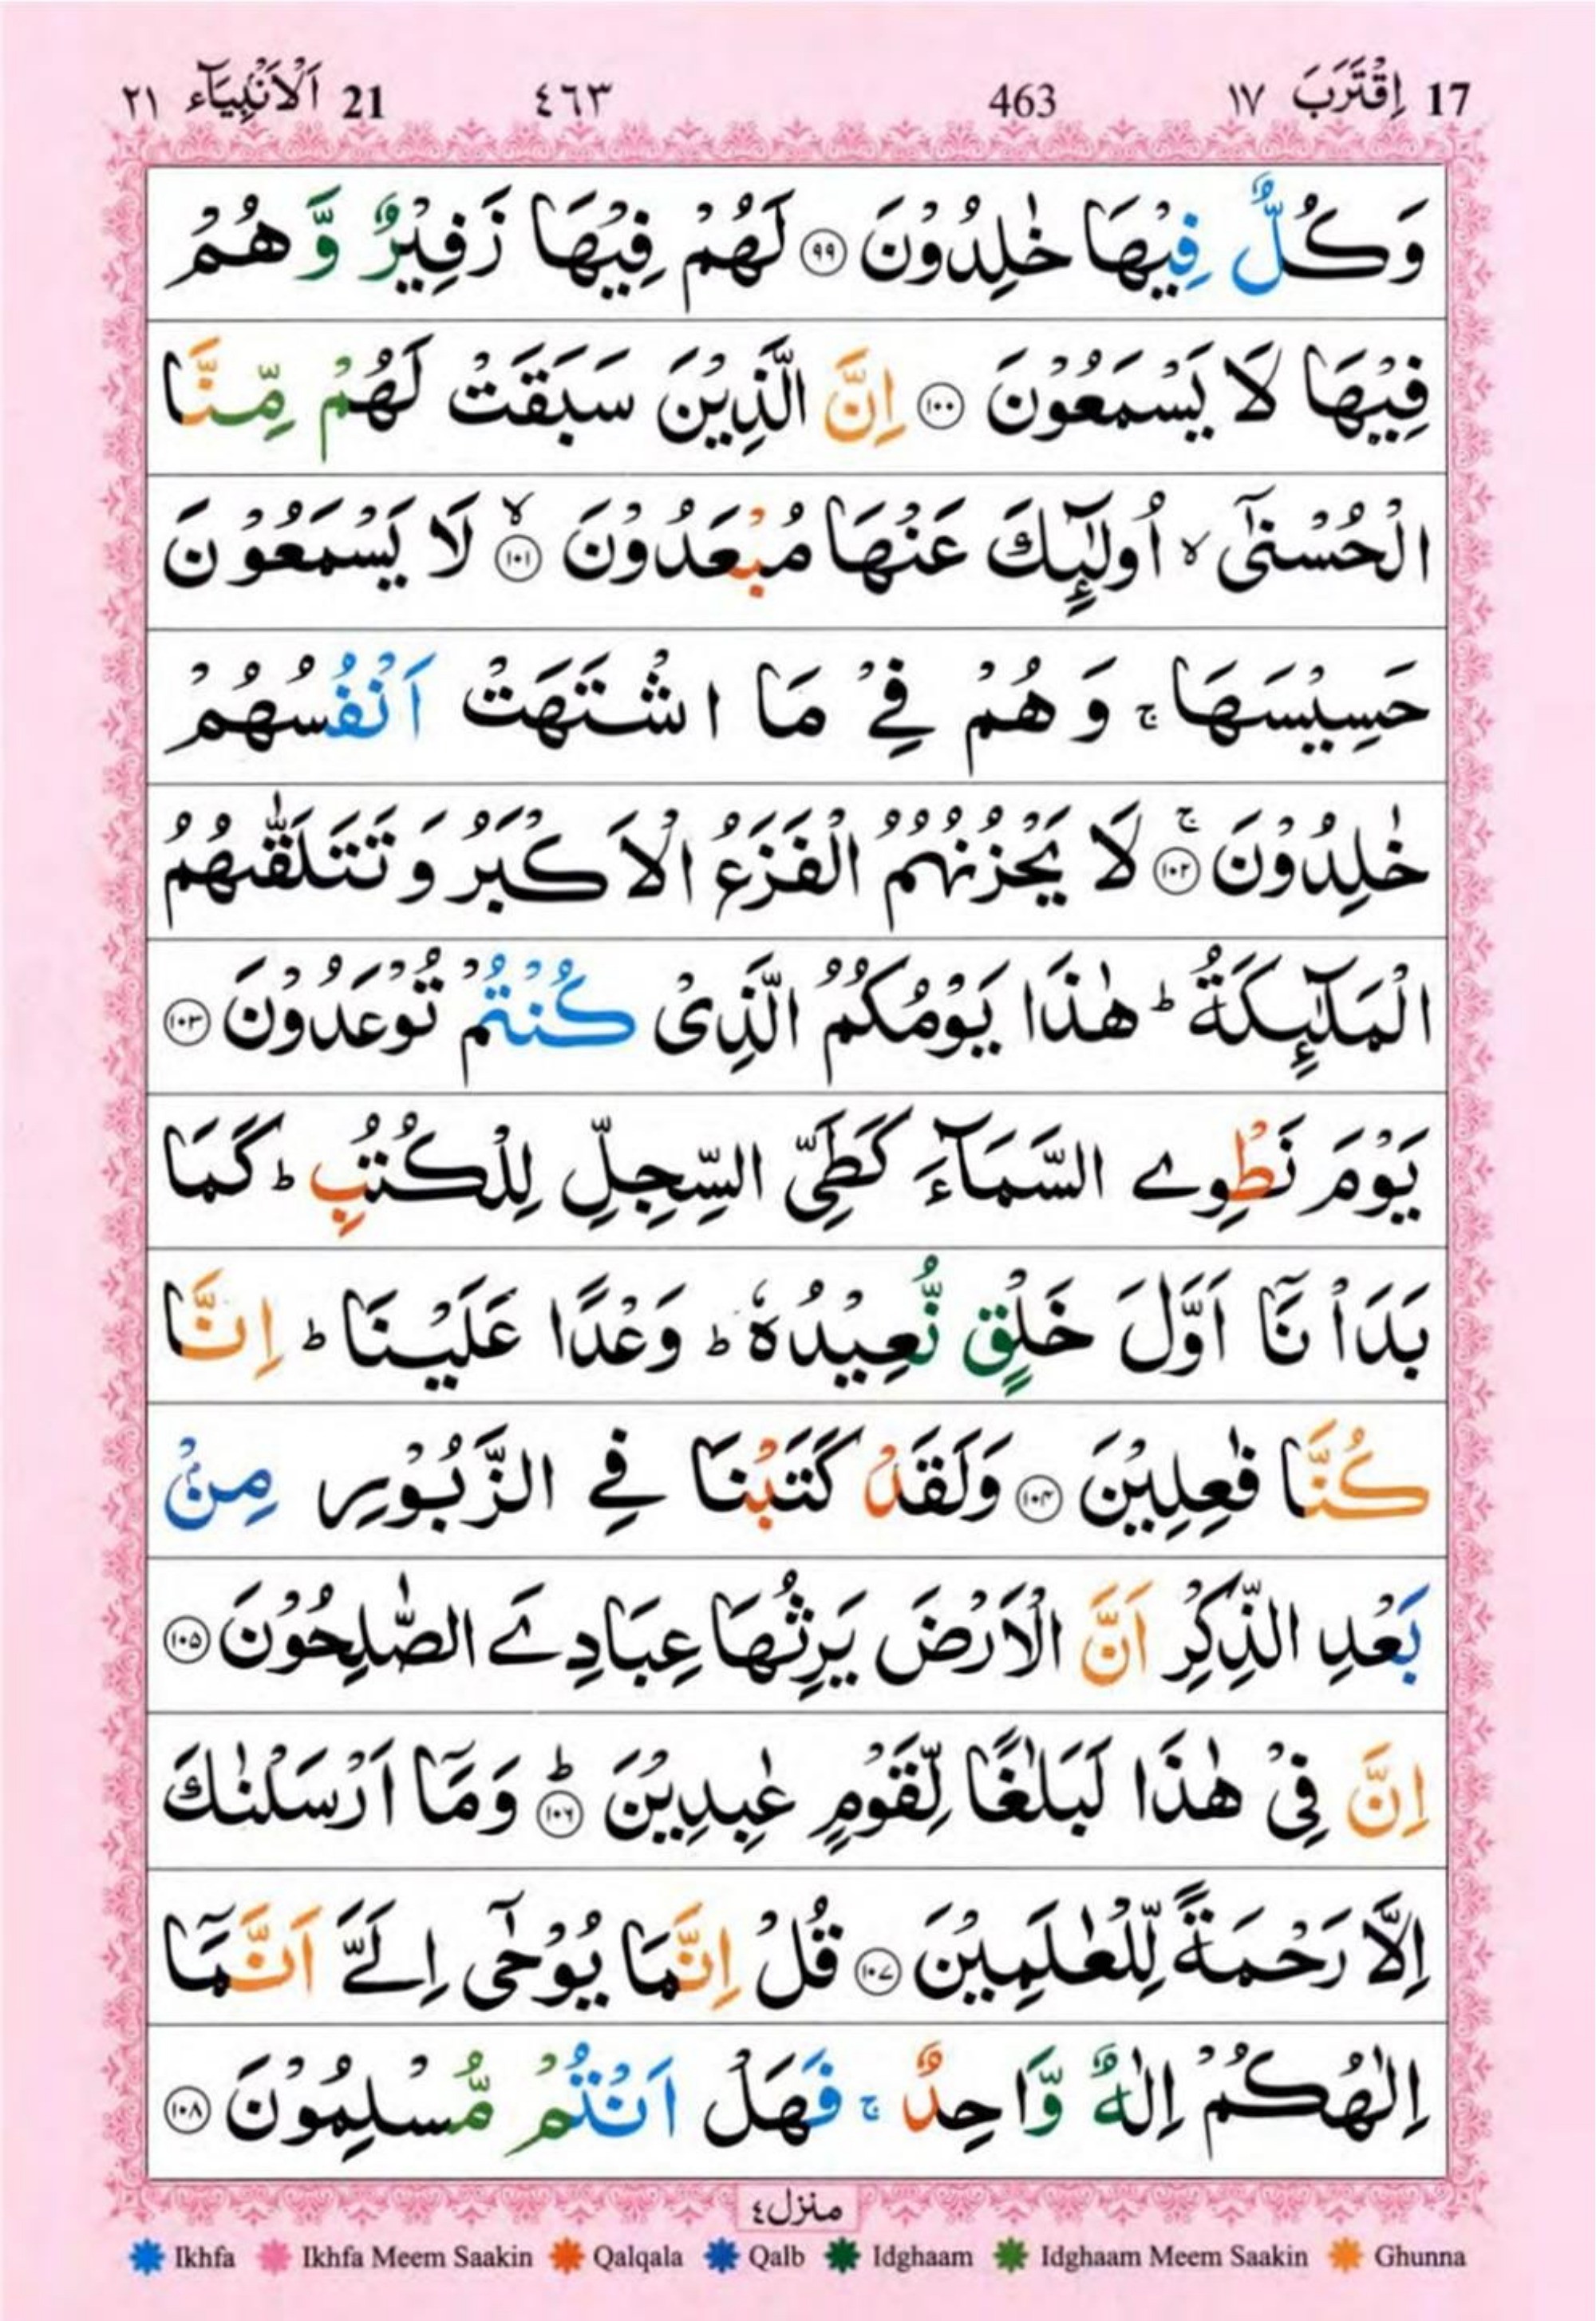 17 اِقْتَرَبَ ١٧ 463 ٤٦٣ 21 اَلْاَنْۢبِيَآء ٢١
وَكُلٌّ فِيْهَا خٰلِدُوْنَ ٩٩ لَهُمْ فِيْهَا زَفِيْرٌ وَّ هُمْ
فِيْهَا لَا يَسْمَعُوْنَ ١٠٠ اِنَّ الَّذِيْنَ سَبَقَتْ لَهُمْ مِّنَّا
الْحُسْنٰٓى ۙ اُولٰٓئِكَ عَنْهَا مُبْعَدُوْنَ ۙ ١٠١ لَا يَسْمَعُوْنَ
حَسِيْسَهَا ۚ وَ هُمْ فِيْ مَا اشْتَهَتْ اَنْفُسُهُمْ
خٰلِدُوْنَ ۚ ١٠٢ لَا يَحْزُنُهُمُ الْفَزَعُ الْاَكْبَرُ وَ تَتَلَقّٰىهُمُ
الْمَلٰٓئِكَةُ ؕ هٰذَا يَوْمُكُمُ الَّذِيْ كُنْتُمْ تُوْعَدُوْنَ ١٠٣
يَوْمَ نَطْوِے السَّمَآءَ كَطَيِّ السِّجِلِّ لِلْكُتُبِ ؕ كَمَا
بَدَاْنَاۤ اَوَّلَ خَلْقٍ نُّعِيْدُهٗ ؕ وَعْدًا عَلَيْنَا ؕ اِنَّا
كُنَّا فٰعِلِيْنَ ١٠٤ وَلَقَدْ كَتَبْنَا فِے الزَّبُوْرِ مِنْۢ
بَعْدِ الذِّكْرِ اَنَّ الْاَرْضَ يَرِثُهَا عِبَادِےَ الصّٰلِحُوْنَ ١٠٥
اِنَّ فِيْ هٰذَا لَبَلٰغًا لِّقَوْمٍ عٰبِدِيْنَ ؕ ١٠٦ وَمَاۤ اَرْسَلْنٰكَ
اِلَّا رَحْمَةً لِّلْعٰلَمِيْنَ ١٠٧ قُلْ اِنَّمَا يُوْحٰٓى اِلَےَّ اَنَّمَاۤ
اِلٰهُكُمْ اِلٰهٌ وَّاحِدٌ ۚ فَهَلْ اَنْتُمْ مُّسْلِمُوْنَ ١٠٨
منزل٤
Ikhfa Ikhfa Meem Saakin Qalqala Qalb Idghaam Idghaam Meem Saakin Ghunna